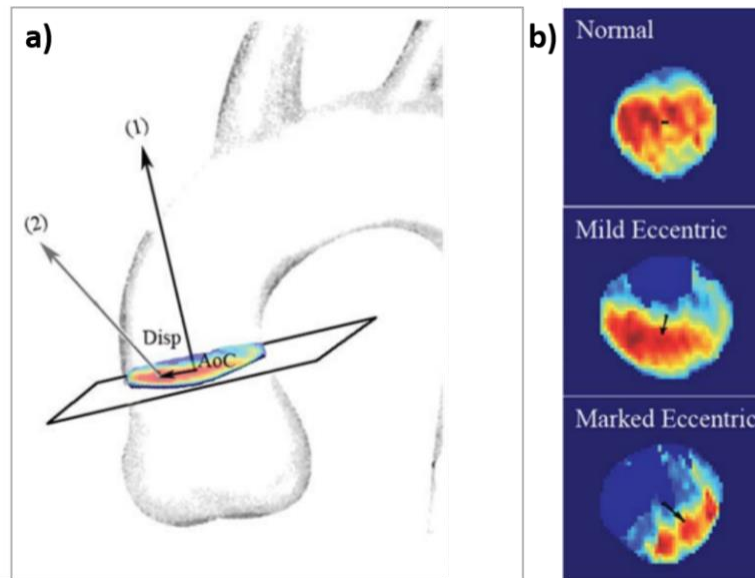 a)
(1)
(2)
Disp
AoC
b)
Normal
Mild Eccentric
Marked Eccentric